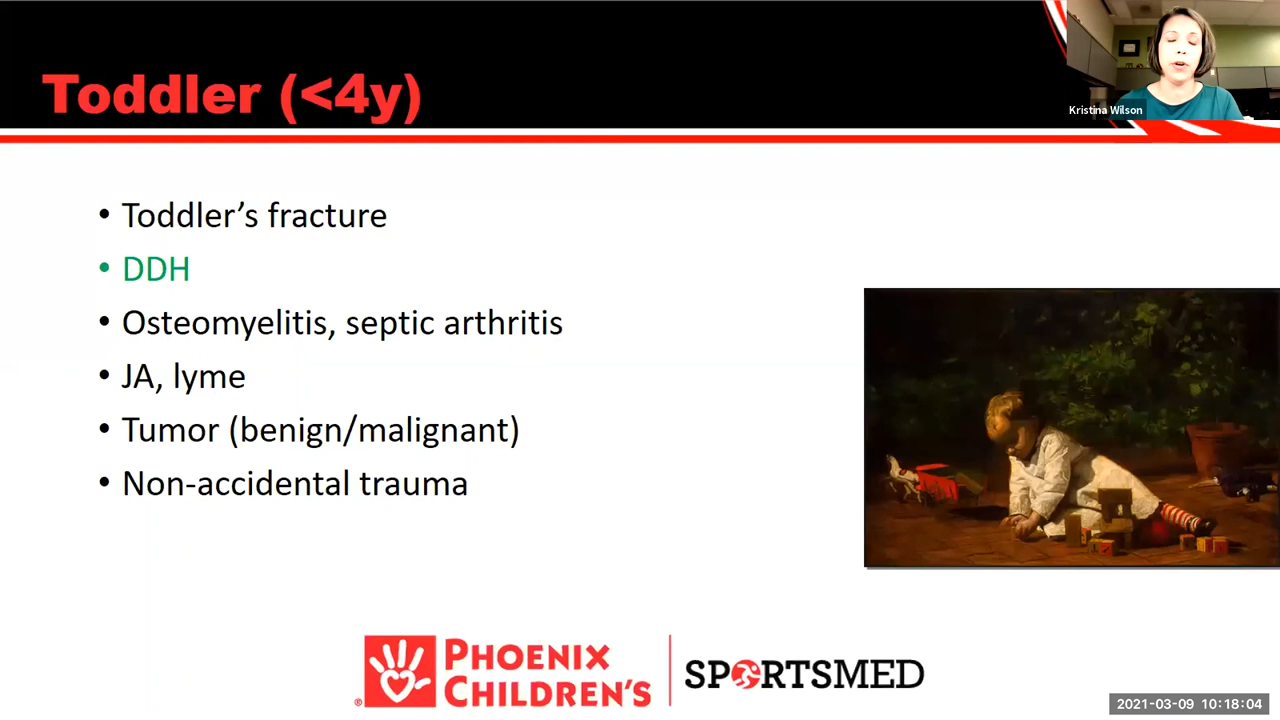 Toddler (<4y)
Kristina Wilson
• Toddler’s fracture
• DDH
• Osteomyelitis, septic arthritis
• JA, lyme
• Tumor (benign/malignant)
• Non-accidental trauma
® PHOENIX
CHILDREN'S
SPORTSMED
2021-03-09 10:18:04